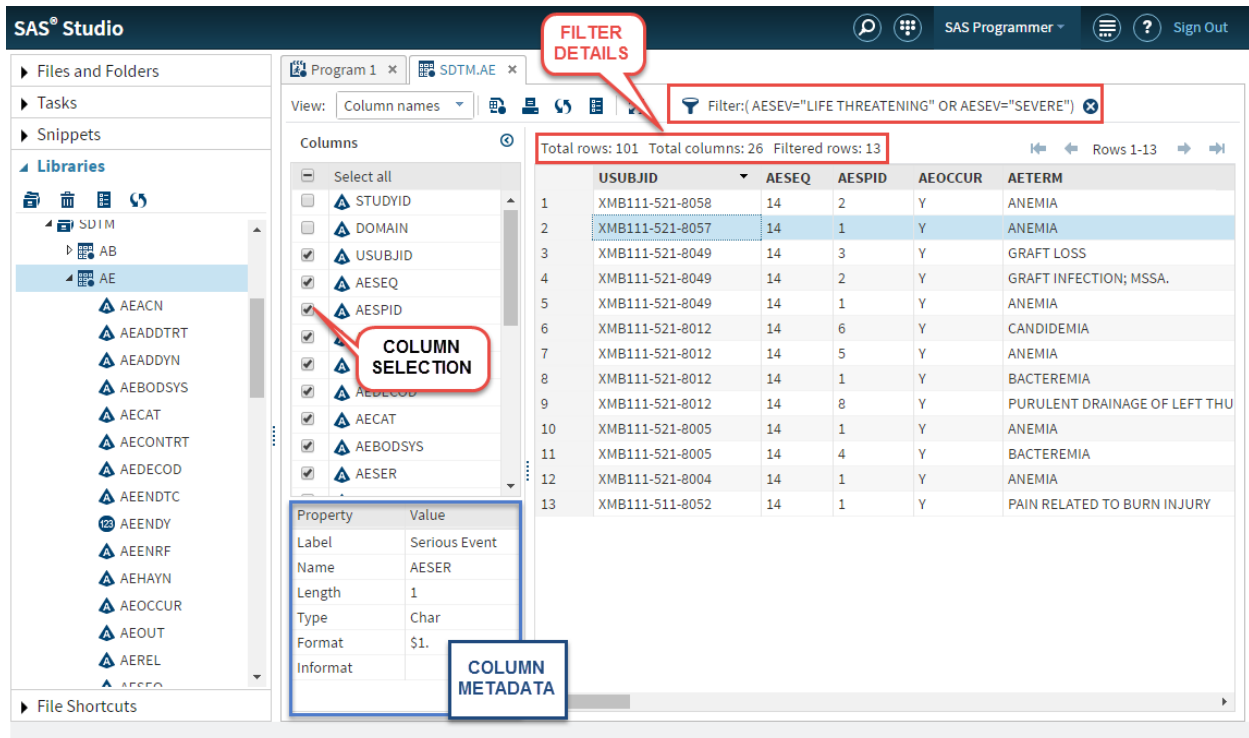 SAS® Studio
SAS Programmer
Sign Out
Files and Folders
Tasks
Snippets
Libraries
SDTM
AB
AE
AEACN
AEADDTRT
AEADDYN
AEBODSYS
AECAT
AECONTRT
AEDECOD
AEENDTC
AEENDY
AEENRF
AEHAYN
AEOCCUR
AEOUT
AEREL
AESEQ
File Shortcuts
Program 1
SDTM.AE
FILTER
DETAILS
View: Column names
Filter:( AESEV="LIFE THREATENING" OR AESEV="SEVERE")
Columns
Select all
STUDYID
DOMAIN
USUBJID
AESEQ
AESPID
COLUMN
SELECTION
AEDECOD
AECAT
AEBODSYS
AESER
Property Value
Label Serious Event
Name AESER
Length 1
Type Char
Format $1.
Informat
COLUMN
METADATA
Total rows: 101 Total columns: 26 Filtered rows: 13
Rows 1-13
USUBJID AESEQ AESPID AEOCCUR AETERM
1 XMB111-521-8058 14 2 Y ANEMIA
2 XMB111-521-8057 14 1 Y ANEMIA
3 XMB111-521-8049 14 3 Y GRAFT LOSS
4 XMB111-521-8049 14 2 Y GRAFT INFECTION; MSSA.
5 XMB111-521-8049 14 1 Y ANEMIA
6 XMB111-521-8012 14 6 Y CANDIDEMIA
7 XMB111-521-8012 14 5 Y ANEMIA
8 XMB111-521-8012 14 1 Y BACTEREMIA
9 XMB111-521-8012 14 8 Y PURULENT DRAINAGE OF LEFT THU
10 XMB111-521-8005 14 1 Y ANEMIA
11 XMB111-521-8005 14 4 Y BACTEREMIA
12 XMB111-521-8004 14 1 Y ANEMIA
13 XMB111-511-8052 14 1 Y PAIN RELATED TO BURN INJURY